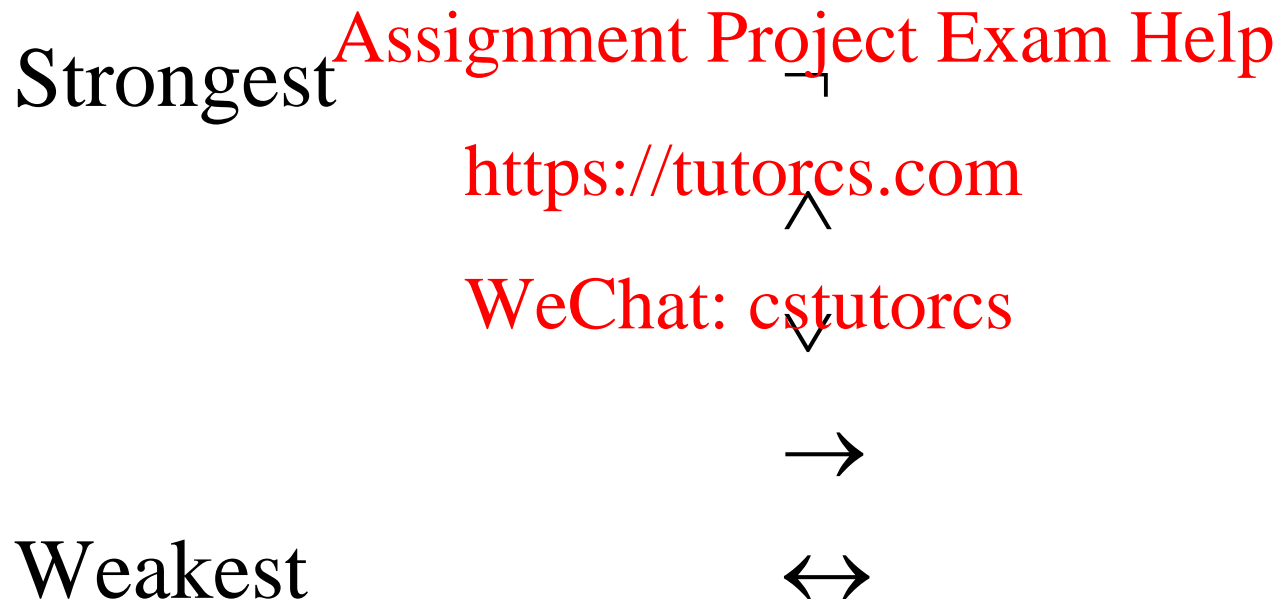 Assignment Project Exam Help
Strongest ¬
https://tutorcs.com
∧
WeChat: cstutorcs
∨
→
Weakest ↔